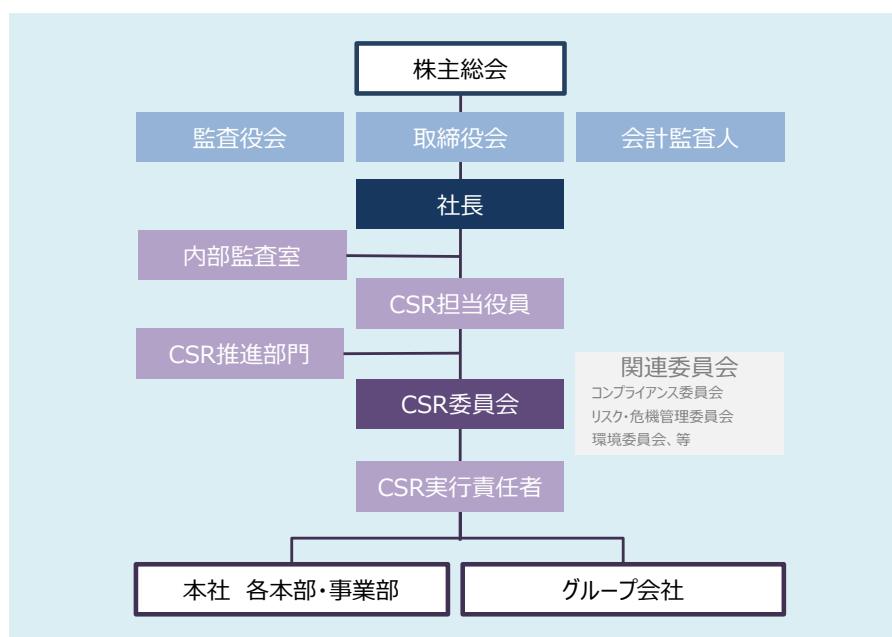 株主総会
監査役会
取締役会
会計監査人
社長
内部監査室
CSR担当役員
CSR推進部門
関連委員会
コンプライアンス委員会
リスク・危機管理委員会
環境委員会、等
CSR委員会
CSR実行責任者
本社 各本部・事業部
グループ会社